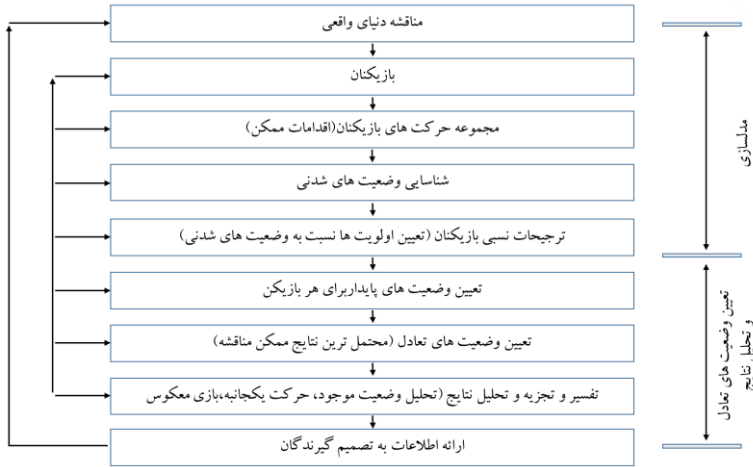 مناقشه دنیای واقعی
بازیکنان
مجموعه حرکت های بازیکنان(اقدامات ممکن)
شناسایی وضعیت های شدنی
ترجیحات نسبی بازیکنان (تعیین اولویت ها نسبت به وضعیت های شدنی)
تعیین وضعیت های پایداربرای هر بازیکن
تعیین وضعیت های تعادل (محتمل ترین نتایج ممکن مناقشه)
تفسیر و تجزیه و تحلیل نتایج (تحلیل وضعیت موجود، حرکت یکجانبه،بازی معکوس
ارائه اطلاعات به تصمیم گیرندگان
مدلسازی
تعیین وضعیت های تعادل
و تحلیل نتایج